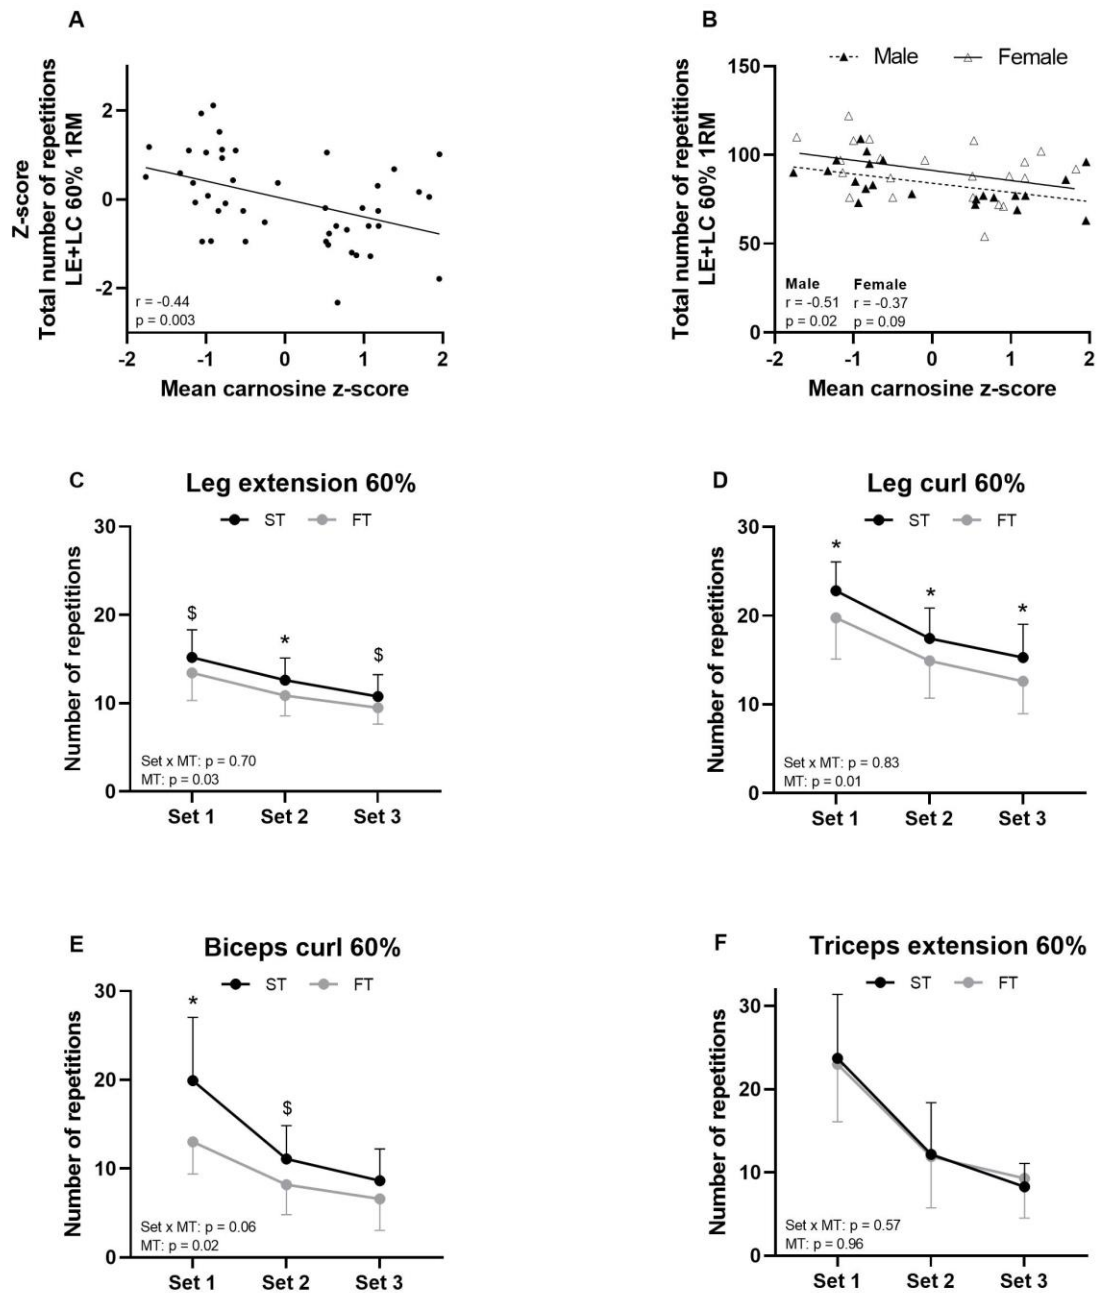 A
Z-score
Total number of repetitions
LE+LC 60% 1RM
2
0
-2
r = -0.44
p = 0.003
-2 -1 0 1 2
Mean carnosine z-score
B
Male Female
Total number of repetitions
LE+LC 60% 1RM
150
100
50
0
Male Female
r = -0.51 r = -0.37
p = 0.02 p = 0.09
-2 -1 0 1 2
Mean carnosine z-score
C
Leg extension 60%
ST FT
Number of repetitions
30
20
10
0
$ * $
Set x MT: p = 0.70
MT: p = 0.03
Set 1 Set 2 Set 3
D
Leg curl 60%
ST FT
Number of repetitions
30
20
10
0
* * *
Set x MT: p = 0.83
MT: p = 0.01
Set 1 Set 2 Set 3
E
Biceps curl 60%
ST FT
Number of repetitions
30
20
10
0
* $
Set x MT: p = 0.06
MT: p = 0.02
Set 1 Set 2 Set 3
F
Triceps extension 60%
ST FT
Number of repetitions
30
20
10
0
Set x MT: p = 0.57
MT: p = 0.96
Set 1 Set 2 Set 3